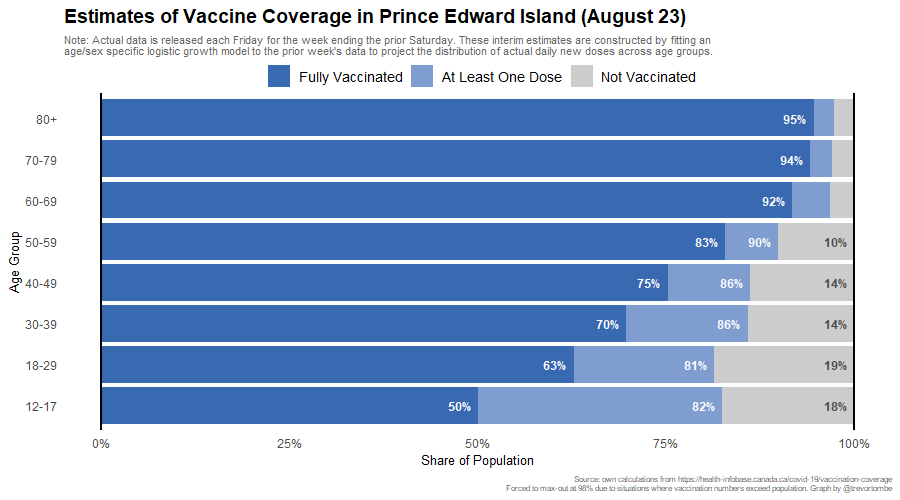 Estimates of Vaccine Coverage in Prince Edward Island (August 23)
Note: Actual data is released each Friday for the week ending the prior Saturday. These interim estimates are constructed by fitting an
age/sex specific logistic growth model to the prior week's data to project the distribution of actual daily new doses across age groups.
Fully Vaccinated At Least One Dose Not Vaccinated
80+ 95%
70-79 94%
60-69 92%
50-59 83% 90% 10%
Age Group
40-49 75% 86% 14%
30-39 70% 86% 14%
18-29 63% 81% 19%
12-17 50% 82% 18%
0% 25% 50% 75% 100%
Share of Population
Source: own calculations from https://health-infobase.canada.ca/covid-19/vaccination-coverage
Forced to max-out at 98% due to situations where vaccination numbers exceed population. Graph by @trevortombe